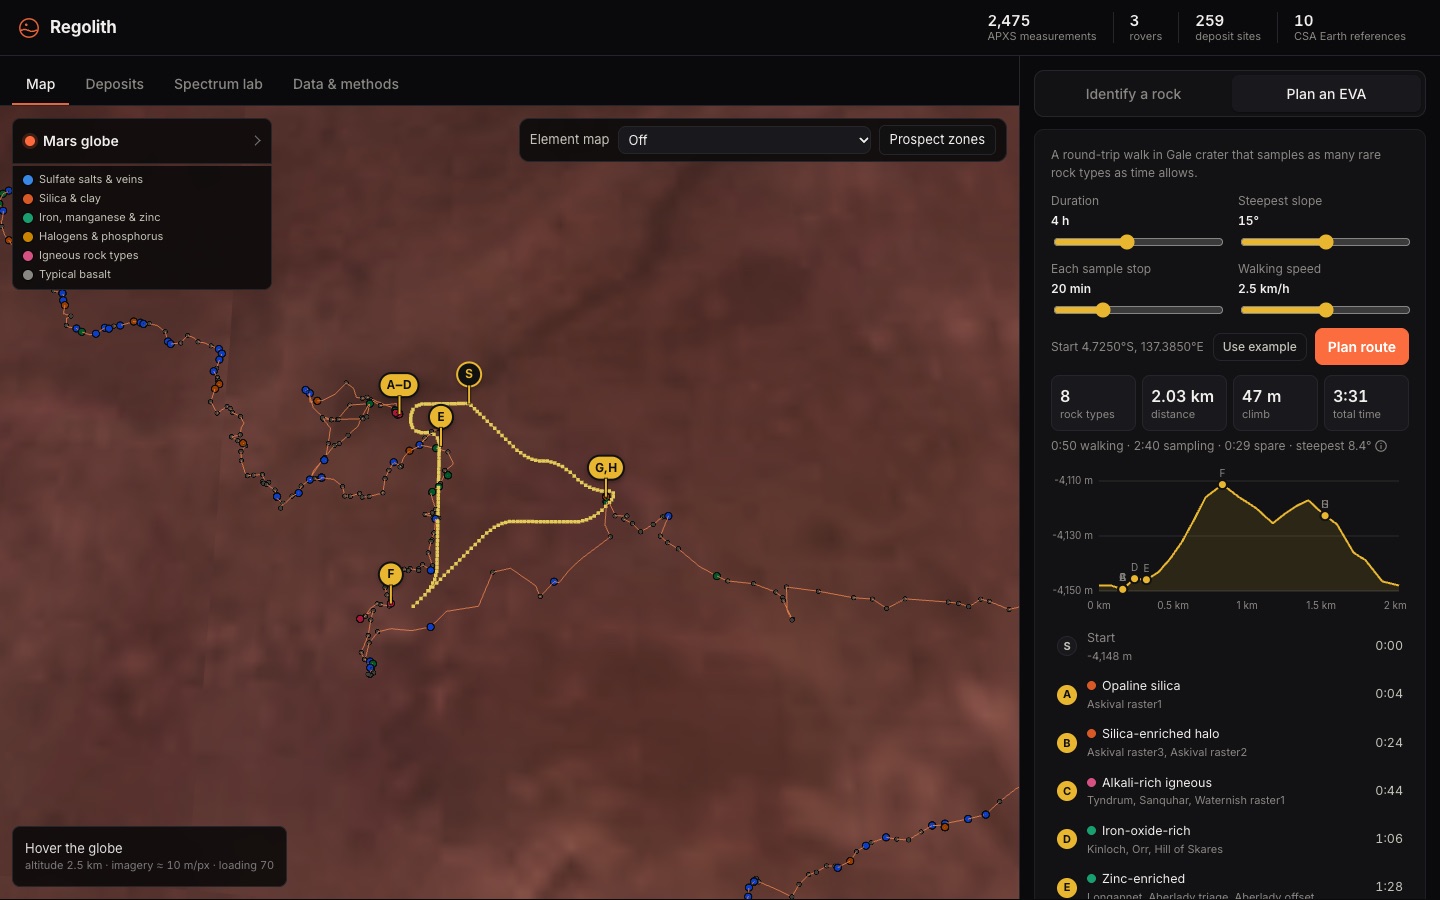 Regolith
2,475
APXS measurements
3
rovers
259
deposit sites
10
CSA Earth references
Map
Deposits
Spectrum lab
Data & methods
Identify a rock
Plan an EVA
Mars globe
Sulfate salts & veins
Silica & clay
Iron, manganese & zinc
Halogens & phosphorus
Igneous rock types
Typical basalt
Element map
Off
Prospect zones
A–D
S
E
G,H
F
Hover the globe
altitude 2.5 km · imagery ≈ 10 m/px · loading 70
A round-trip walk in Gale crater that samples as many rare
rock types as time allows.
Duration
4 h
Steepest slope
15°
Each sample stop
20 min
Walking speed
2.5 km/h
Start 4.7250°S, 137.3850°E
Use example
Plan route
8
rock types
2.03 km
distance
47 m
climb
3:31
total time
0:50 walking · 2:40 sampling · 0:29 spare · steepest 8.4°
-4,110 m
-4,130 m
-4,150 m
F
D
E
0 km
0.5 km
1 km
1.5 km
2 km
S
Start
-4,148 m
0:00
A
Opaline silica
Askival raster1
0:04
B
Silica-enriched halo
Askival raster3, Askival raster2
0:24
C
Alkali-rich igneous
Tyndrum, Sanquhar, Waternish raster1
0:44
D
Iron-oxide-rich
Kinloch, Orr, Hill of Skares
1:06
E
Zinc-enriched
Longannet, Aberlady triage, Aberlady offset
1:28